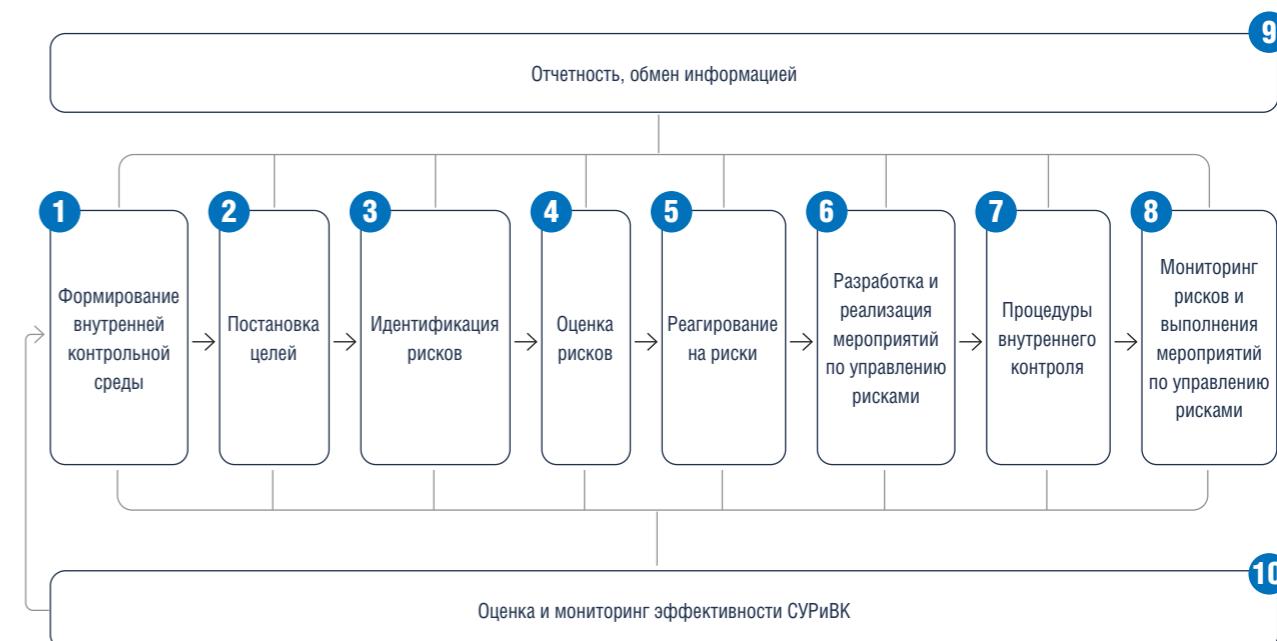 9
Отчетность, обмен информацией
1
Формирование
внутренней
контрольной
среды
2
Постановка
целей
3
Идентификация
рисков
4
Оценка
рисков
5
Реагирование
на риски
6
Разработка и
реализация
мероприятий
по управлению
рисками
7
Процедуры
внутреннего
контроля
8
Мониторинг
рисков и
выполнения
мероприятий
по управлению
рисками
10
Оценка и мониторинг эффективности СУРиВК